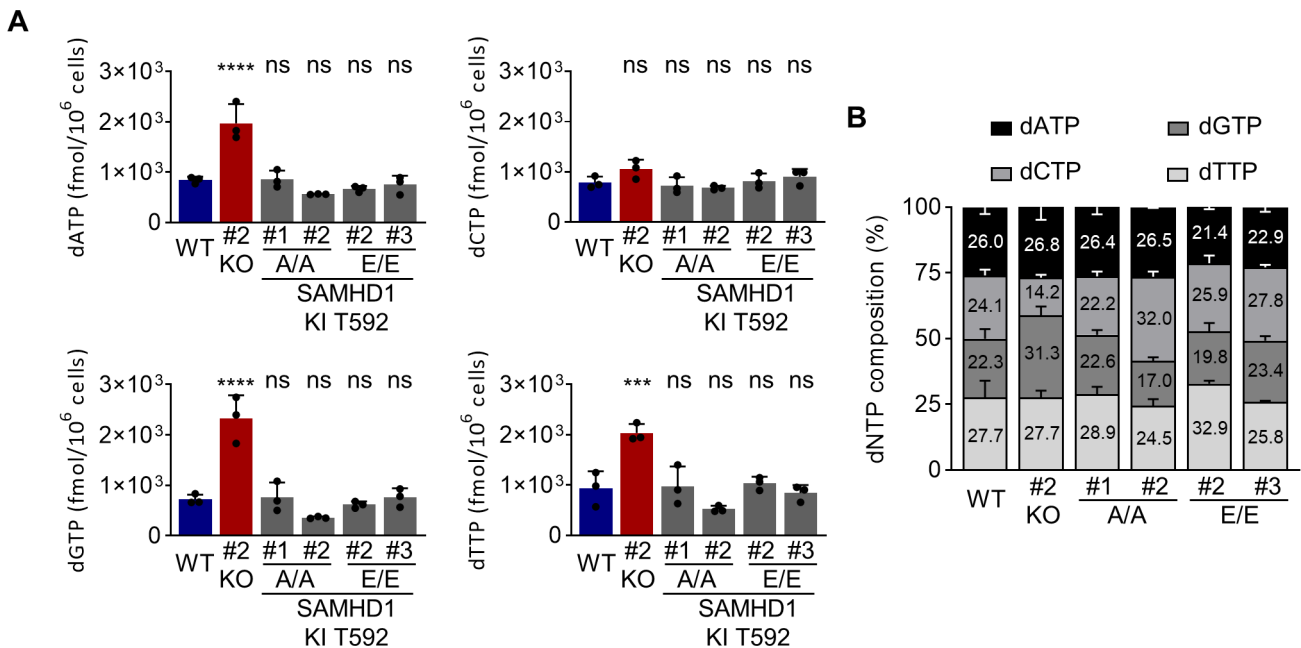 A
dATP (fmol/10⁶ cells)
3×10³
2×10³
1×10³
0
**** ns ns ns ns
WT #2 #1 #2 #2 #3
KO A/A E/E
SAMHD1
KI T592
dCTP (fmol/10⁶ cells)
3×10³
2×10³
1×10³
0
ns ns ns ns ns
WT #2 #1 #2 #2 #3
KO A/A E/E
SAMHD1
KI T592
dGTP (fmol/10⁶ cells)
3×10³
2×10³
1×10³
0
**** ns ns ns ns
WT #2 #1 #2 #2 #3
KO A/A E/E
SAMHD1
KI T592
dTTP (fmol/10⁶ cells)
3×10³
2×10³
1×10³
0
*** ns ns ns ns
WT #2 #1 #2 #2 #3
KO A/A E/E
SAMHD1
KI T592
B
dATP dGTP
dCTP dTTP
dNTP composition (%)
100
75
50
25
0
26.0 26.8 26.4 26.5 21.4 22.9
24.1 14.2 22.2 32.0 25.9 27.8
22.3 31.3 22.6 17.0 19.8 23.4
27.7 27.7 28.9 24.5 32.9 25.8
WT #2 #1 #2 #2 #3
KO A/A E/E